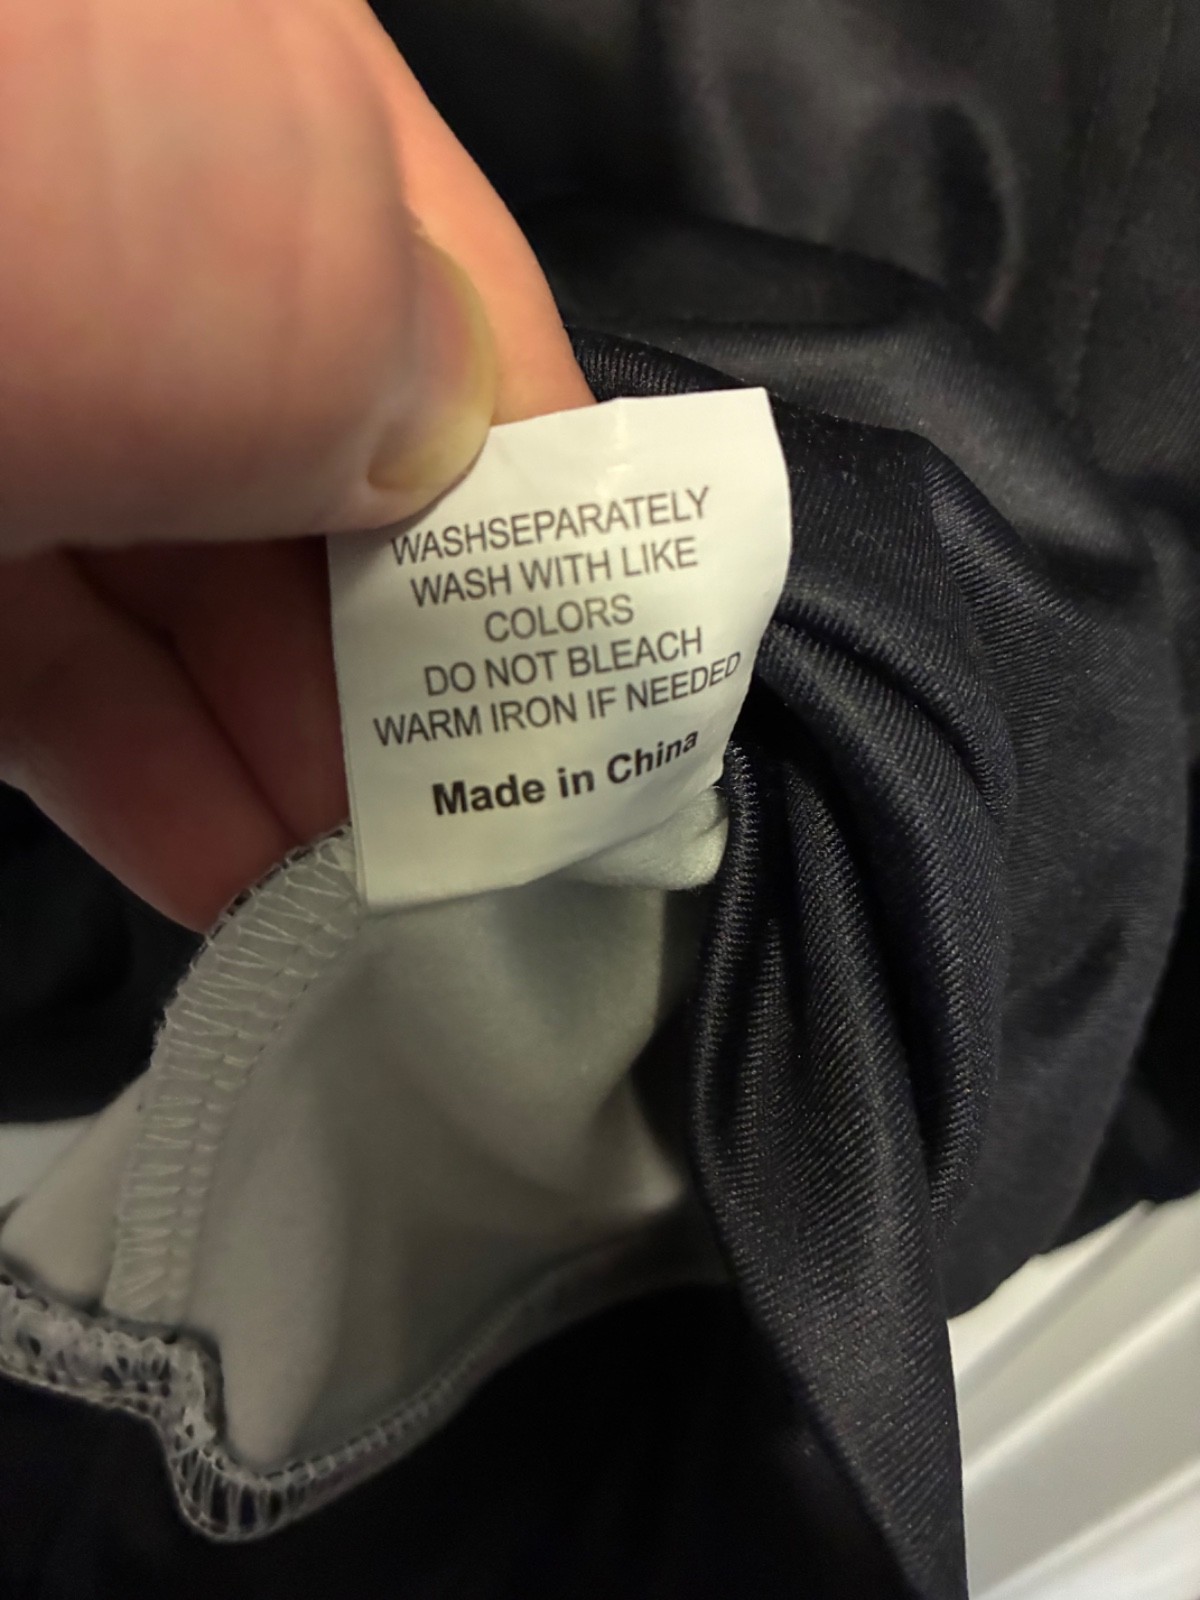 WASHSEPARATELY
WASH WITH LIKE
COLORS
DO NOT BLEACH
WARM IRON IF NEEDED
Made in China